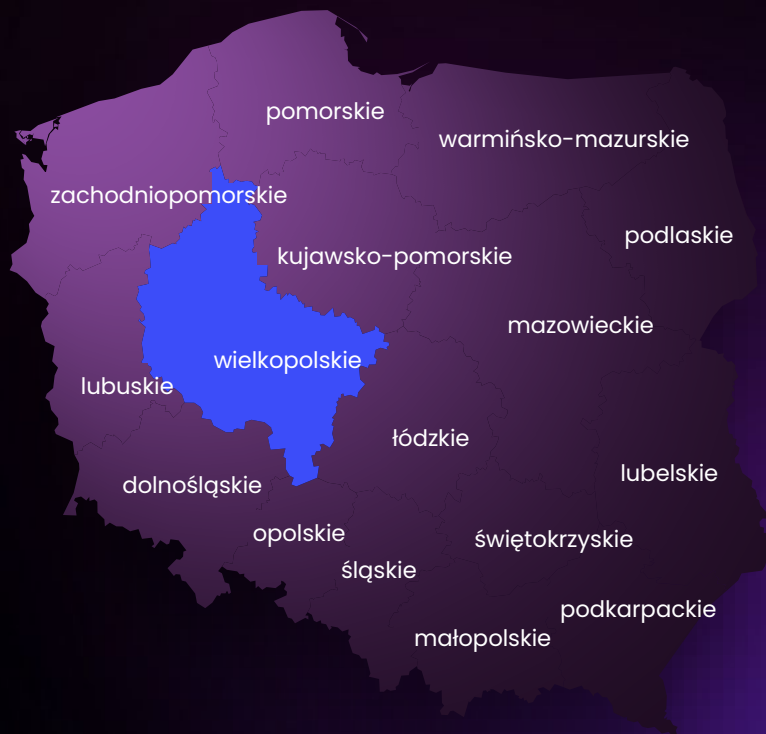 pomorskie
warmińsko-mazurskie
zachodniopomorskie
podlaskie
kujawsko-pomorskie
mazowieckie
wielkopolskie
lubuskie
łódzkie
lubelskie
dolnośląskie
opolskie
świętokrzyskie
śląskie
podkarpackie
małopolskie